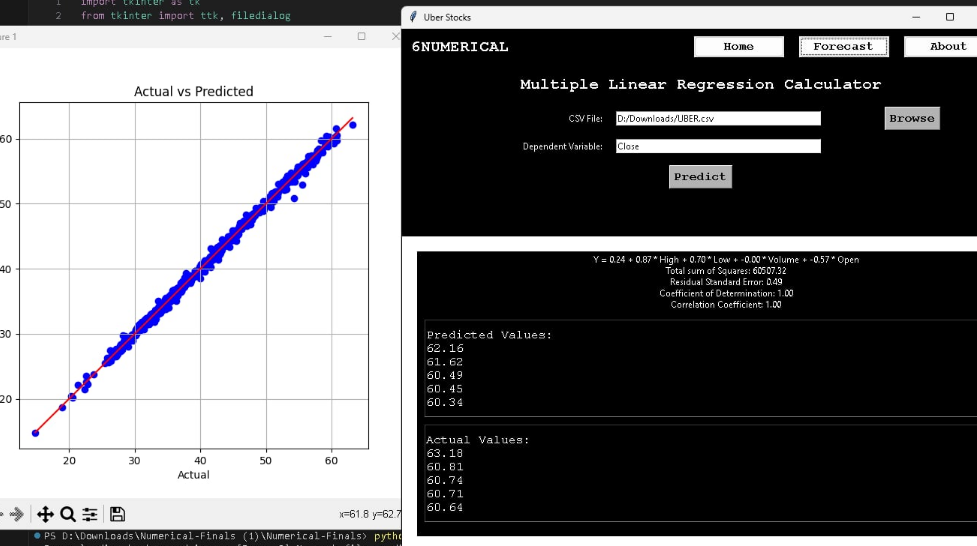 1 import tkinter as tk
2 from tkinter import ttk, filedialog
re 1
Actual vs Predicted
60
50
40
30
20
20 30 40 50 60
Actual
x=61.8 y=62.7
PS D:\Downloads\Numerical-Finals (1)\Numerical-Finals> pytho
Uber Stocks
6NUMERICAL
Home Forecast About
Multiple Linear Regression Calculator
CSV File: D:/Downloads/UBER.csv Browse
Dependent Variable: Close
Predict
Y = 0.24 + 0.87 * High + 0.70 * Low + -0.00 * Volume + -0.57 * Open
Total sum of Squares: 60507.32
Residual Standard Error: 0.49
Coefficient of Determination: 1.00
Correlation Coefficient: 1.00
Predicted Values:
62.16
61.62
60.49
60.45
60.34
Actual Values:
63.18
60.81
60.74
60.71
60.64